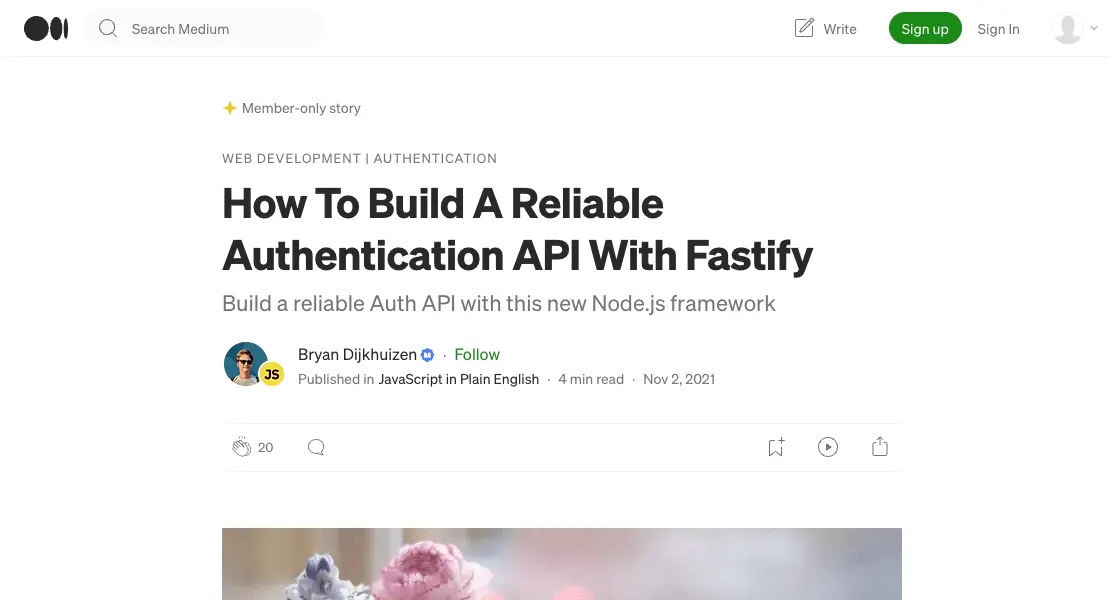 Search Medium
Write
Sign up
Sign In
Member-only story
WEB DEVELOPMENT | AUTHENTICATION
How To Build A Reliable
Authentication API With Fastify
Build a reliable Auth API with this new Node.js framework
Bryan Dijkhuizen · Follow
JS
Published in JavaScript in Plain English · 4 min read · Nov 2, 2021
20